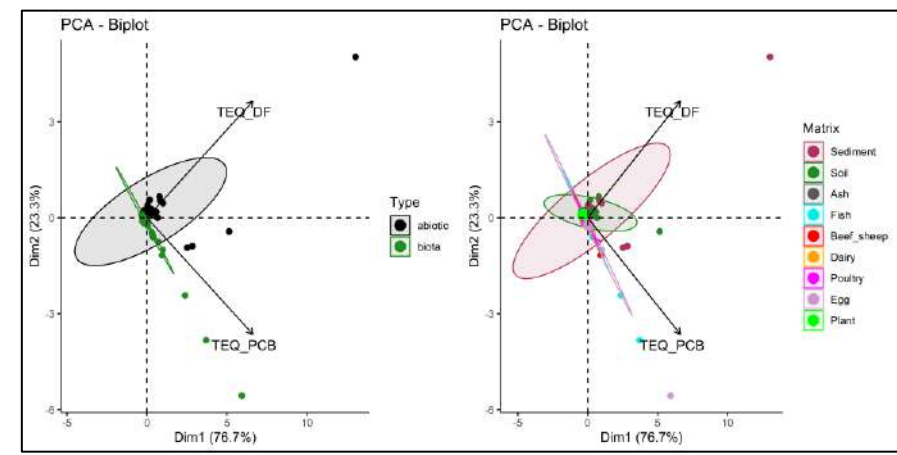 PCA - Biplot
TEQ_DF
TEQ_PCB
3
0
-3
-6
Dim2 (23.3%)
-5
0
5
10
Dim1 (76.7%)
Type
abiotic
biota
PCA - Biplot
TEQ_DF
TEQ_PCB
3
0
-3
-6
Dim2 (23.3%)
-5
0
5
10
Dim1 (76.7%)
Matrix
Sediment
Soil
Ash
Fish
Beef_sheep
Dairy
Poultry
Egg
Plant